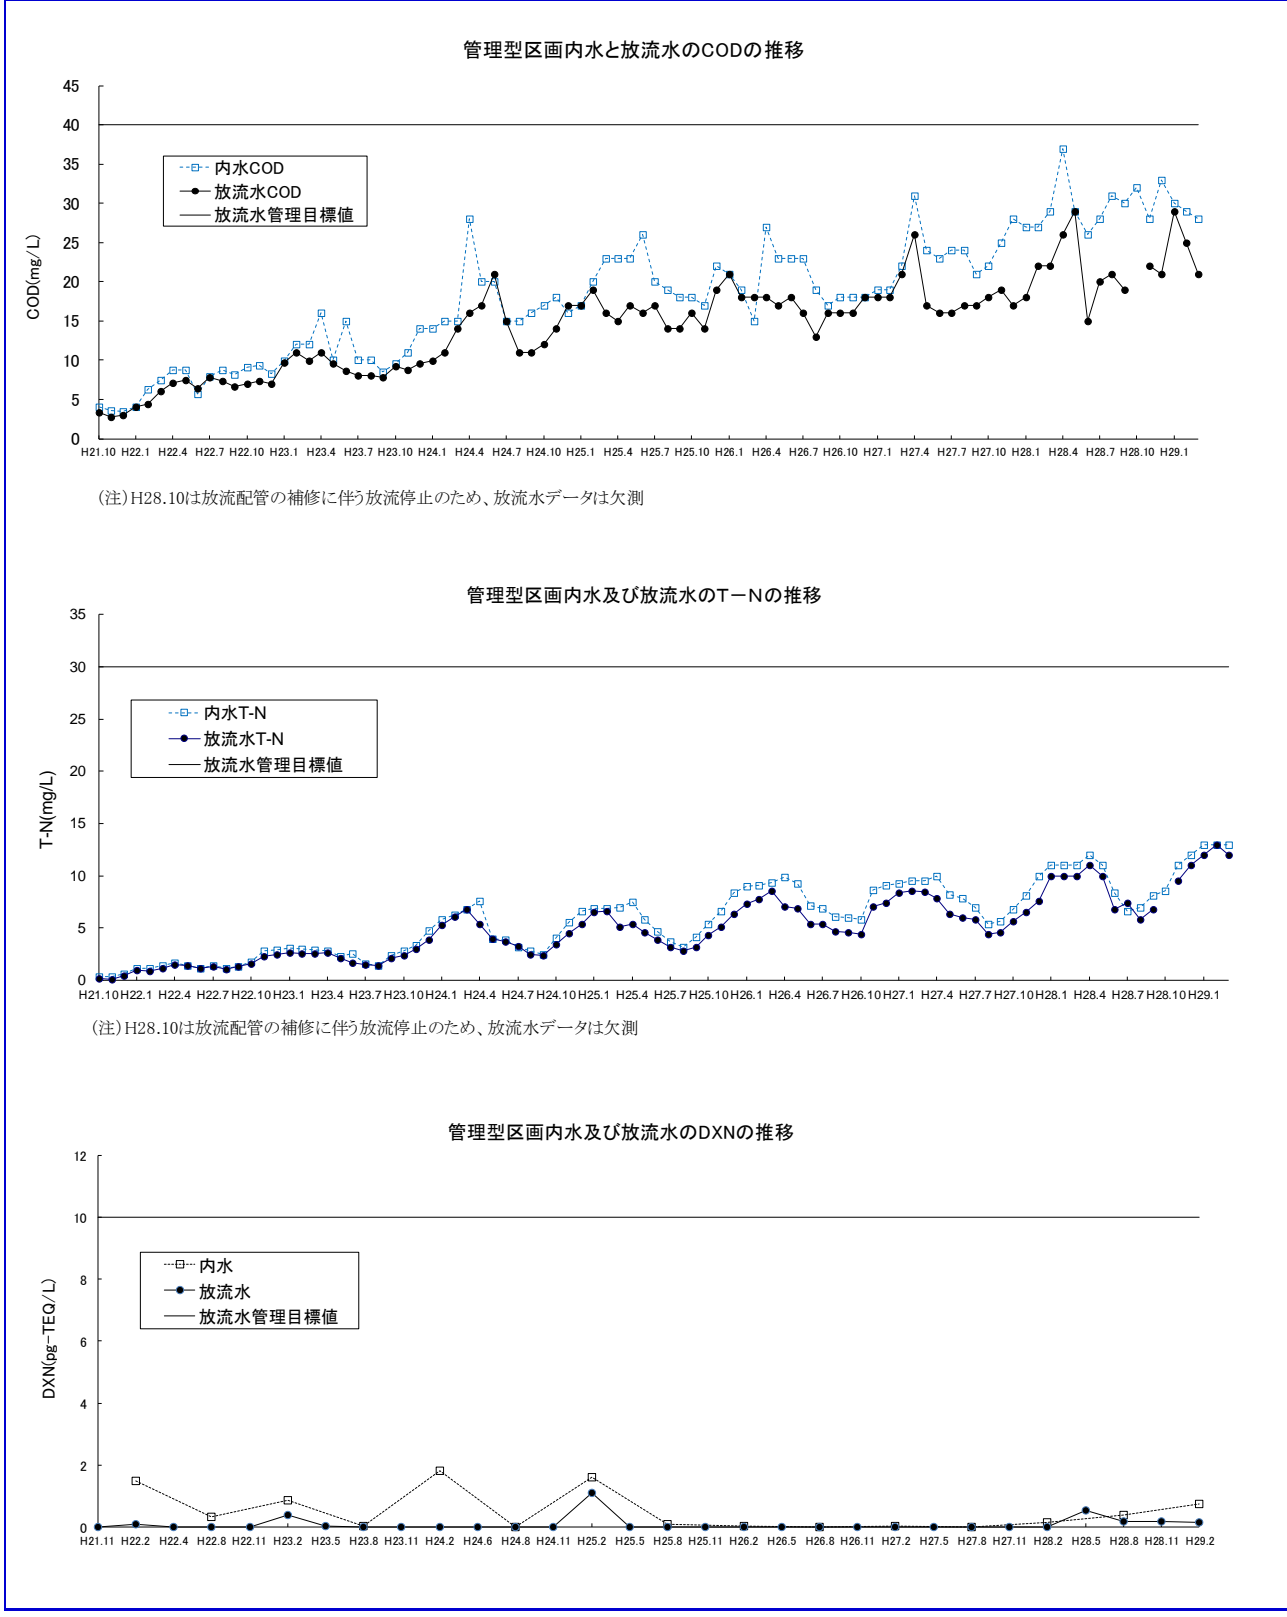 管理型区画内水と放流水のCODの推移
45
40
35
30
25
20
15
10
5
0
COD(mg/L)
内水COD
放流水COD
放流水管理目標値
H21.10 H22.1 H22.4 H22.7 H22.10 H23.1 H23.4 H23.7 H23.10 H24.1 H24.4 H24.7 H24.10 H25.1 H25.4 H25.7 H25.10 H26.1 H26.4 H26.7 H26.10 H27.1 H27.4 H27.7 H27.10 H28.1 H28.4 H28.7 H28.10 H29.1
(注)H28.10は放流配管の補修に伴う放流停止のため、放流水データは欠測
管理型区画内水及び放流水のT－Nの推移
35
30
25
20
15
10
5
0
T-N(mg/L)
内水T-N
放流水T-N
放流水管理目標値
H21.10 H22.1 H22.4 H22.7 H22.10 H23.1 H23.4 H23.7 H23.10 H24.1 H24.4 H24.7 H24.10 H25.1 H25.4 H25.7 H25.10 H26.1 H26.4 H26.7 H26.10 H27.1 H27.4 H27.7 H27.10 H28.1 H28.4 H28.7 H28.10 H29.1
(注)H28.10は放流配管の補修に伴う放流停止のため、放流水データは欠測
管理型区画内水及び放流水のDXNの推移
12
10
8
6
4
2
0
DXN(pg－TEQ/L)
内水
放流水
放流水管理目標値
H21.11 H22.2 H22.4 H22.8 H22.11 H23.2 H23.5 H23.8 H23.11 H24.2 H24.6 H24.8 H24.11 H25.2 H25.5 H25.8 H25.11 H26.2 H26.5 H26.8 H26.11 H27.2 H27.5 H27.8 H27.11 H28.2 H28.5 H28.8 H28.11 H29.2